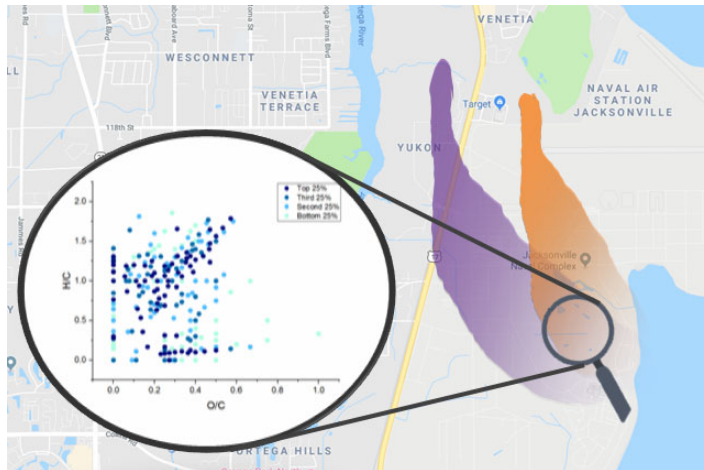 VENETIA
WESCONNETT
NAVAL AIR
STATION
JACKSONVILLE
Target
VENETIA
TERRACE
118th St
YUKON
Top 25%
Third 25%
Second 25%
Bottom 25%
2.0
1.5
1.0
0.5
0.0
H/C
0.0 0.2 0.4 0.6 0.8 1.0
O/C
Jacksonville
Naval Complex
RTEGA HILLS